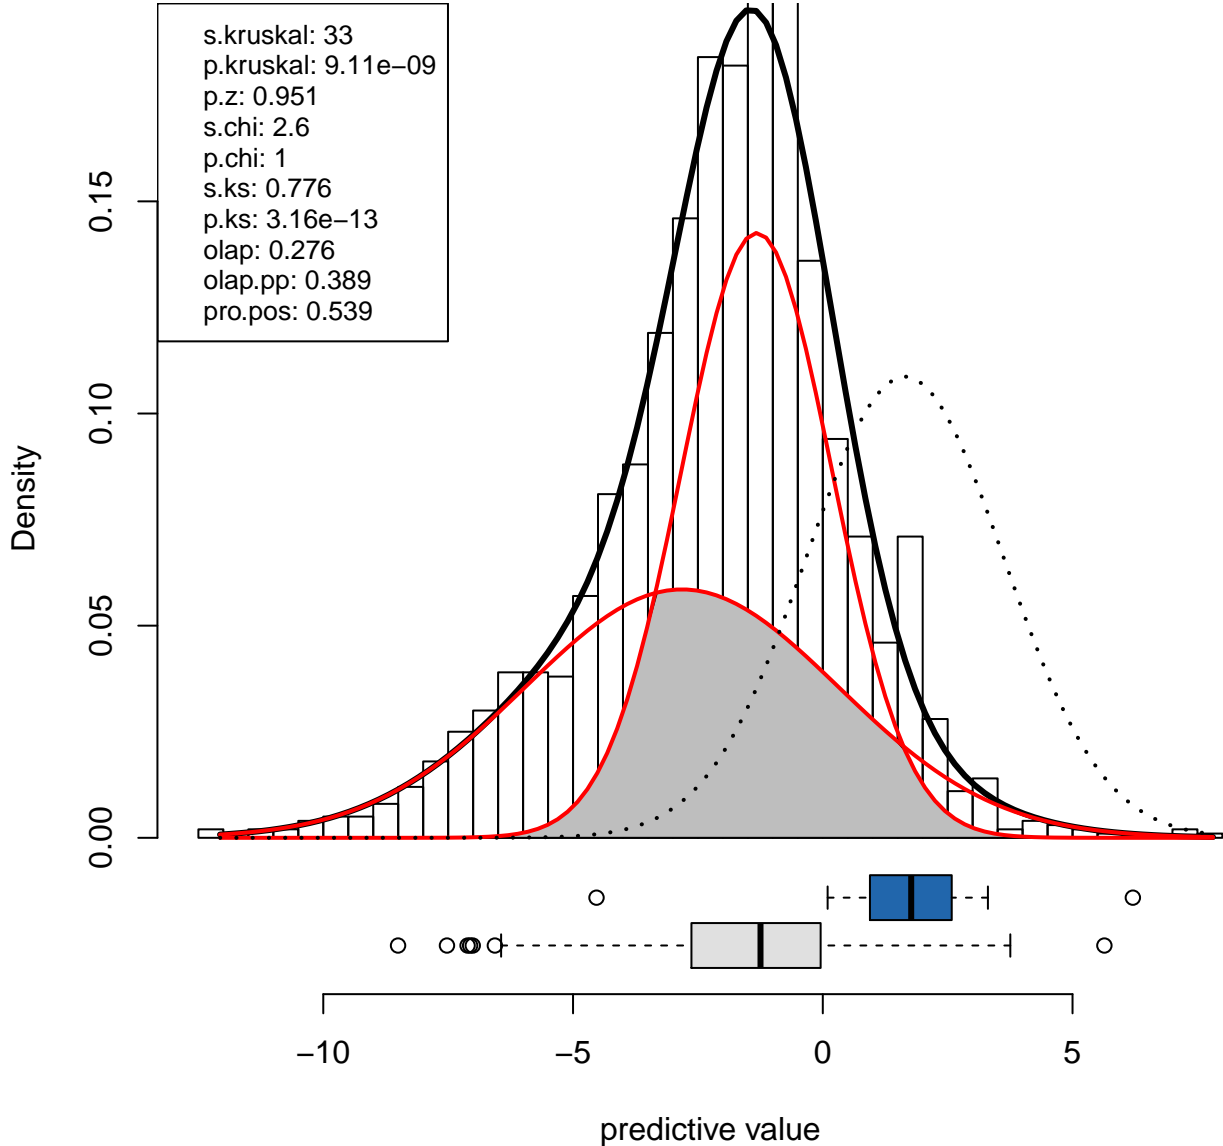 s.kruskal: 33
p.kruskal: 9.11e−09
p.z: 0.951
s.chi: 2.6
p.chi: 1
s.ks: 0.776
p.ks: 3.16e−13
olap: 0.276
olap.pp: 0.389
pro.pos: 0.539
0.15
0.10
0.05
0.00
Density
−10 −5 0 5
predictive value